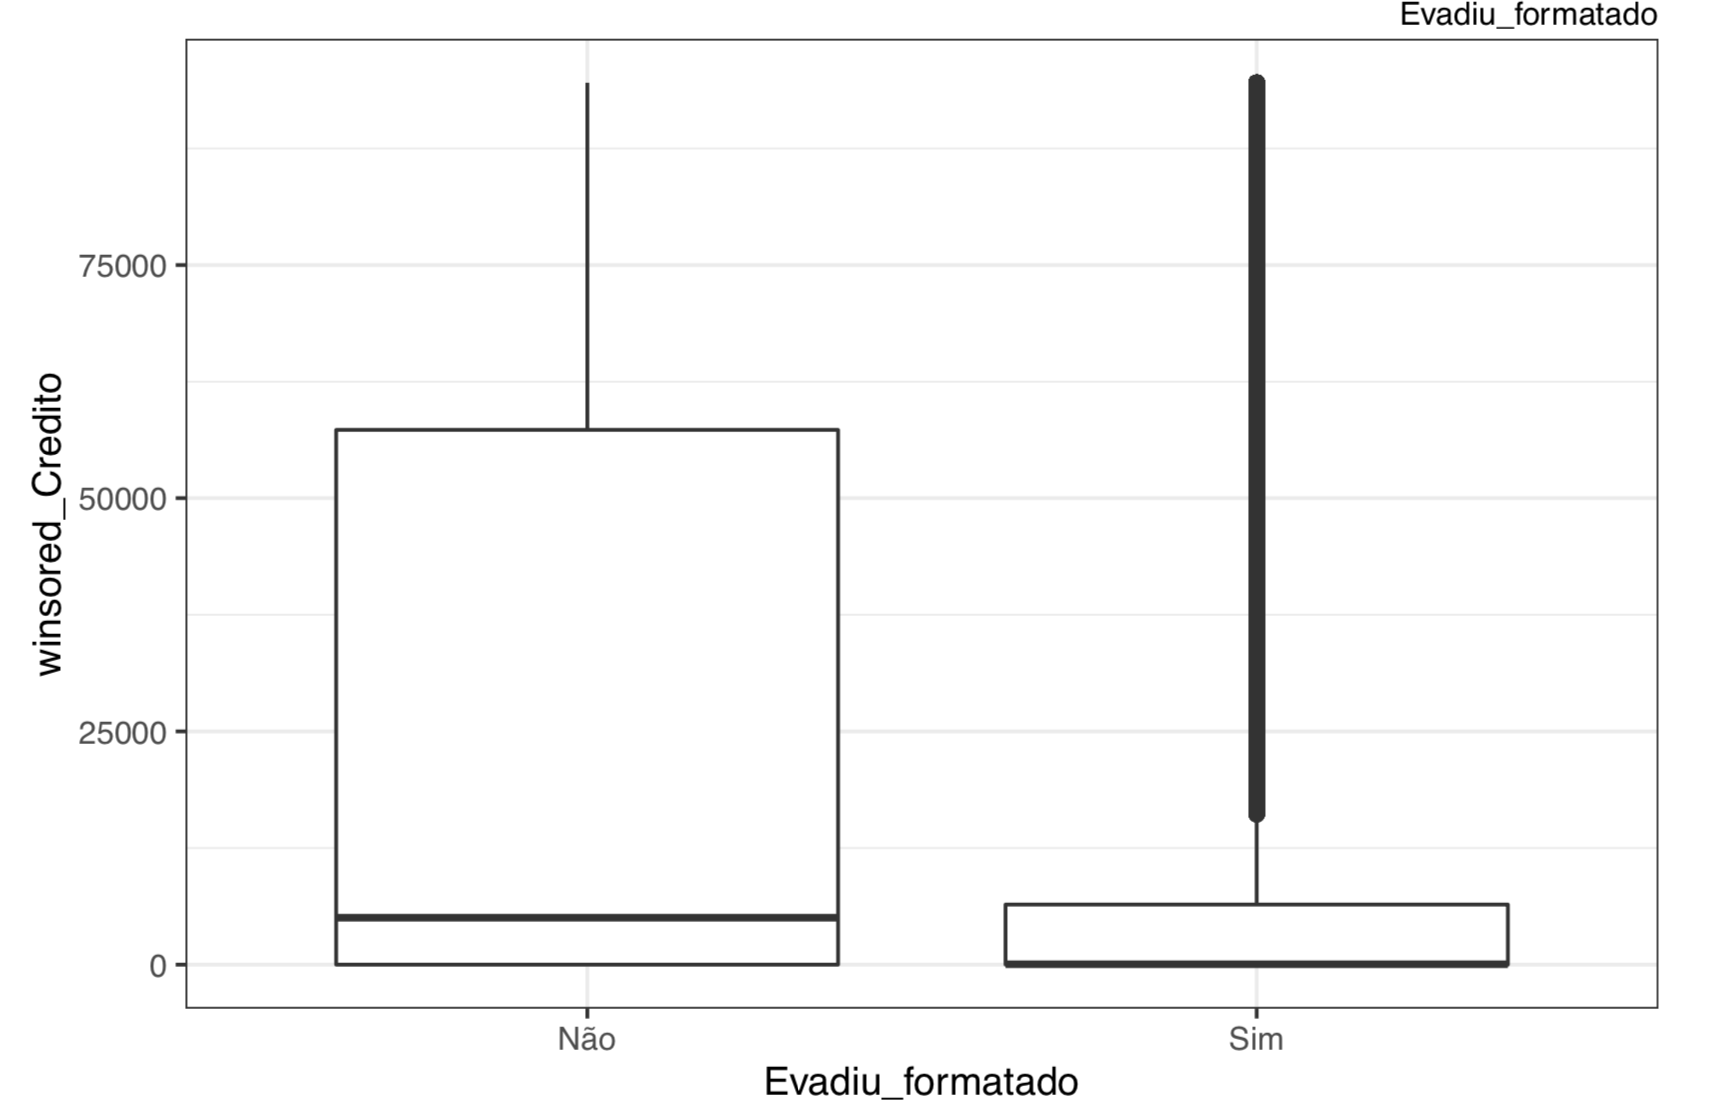 Evadiu_formatado
winsored_Credito
75000
50000
25000
0
Não
Sim
Evadiu_formatado